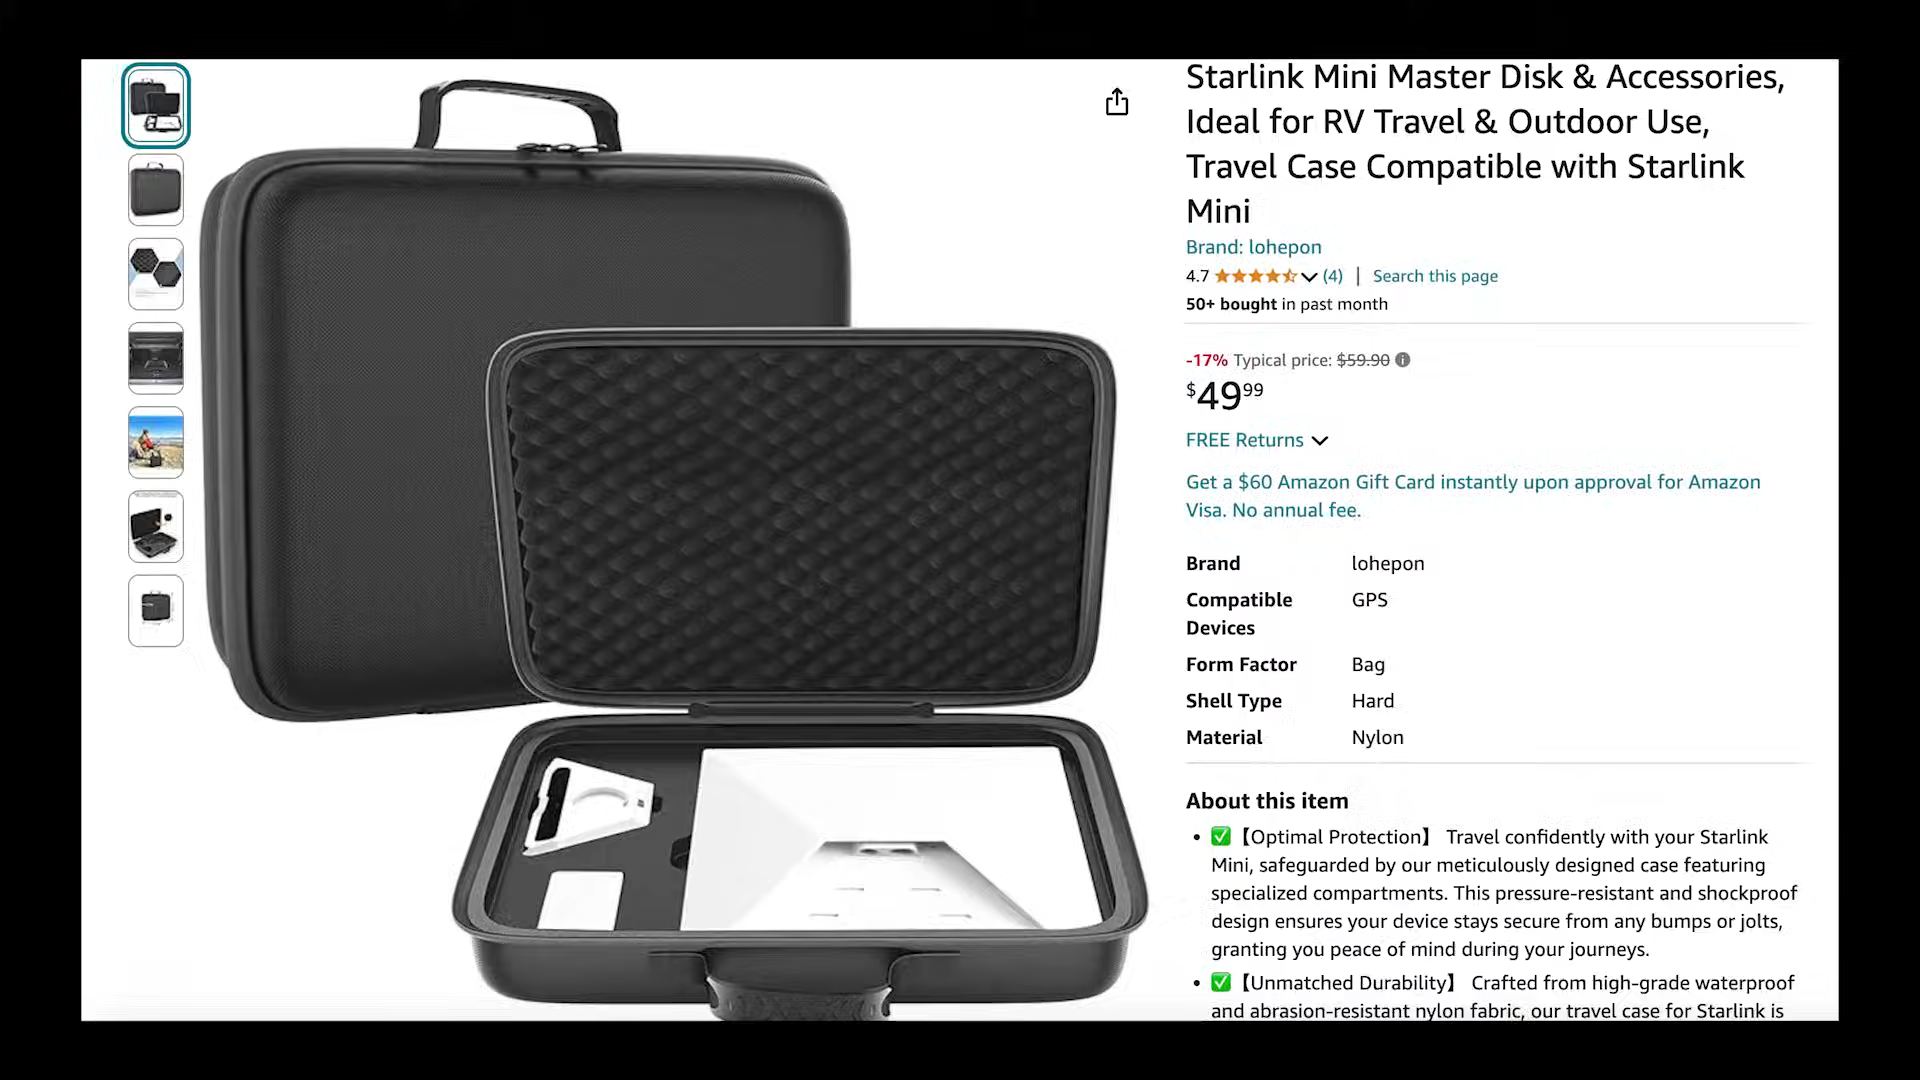 Starlink Mini Master Disk & Accessories,
Ideal for RV Travel & Outdoor Use,
Travel Case Compatible with Starlink
Mini
Brand: lohepon
4.7 (4) | Search this page
50+ bought in past month
-17% Typical price: $59.90
$49.99
FREE Returns
Get a $60 Amazon Gift Card instantly upon approval for Amazon
Visa. No annual fee.
Brand lohepon
Compatible GPS
Devices
Form Factor Bag
Shell Type Hard
Material Nylon
About this item
• ✅【Optimal Protection】 Travel confidently with your Starlink
Mini, safeguarded by our meticulously designed case featuring
specialized compartments. This pressure-resistant and shockproof
design ensures your device stays secure from any bumps or jolts,
granting you peace of mind during your journeys.
• ✅【Unmatched Durability】 Crafted from high-grade waterproof
and abrasion-resistant nylon fabric, our travel case for Starlink is